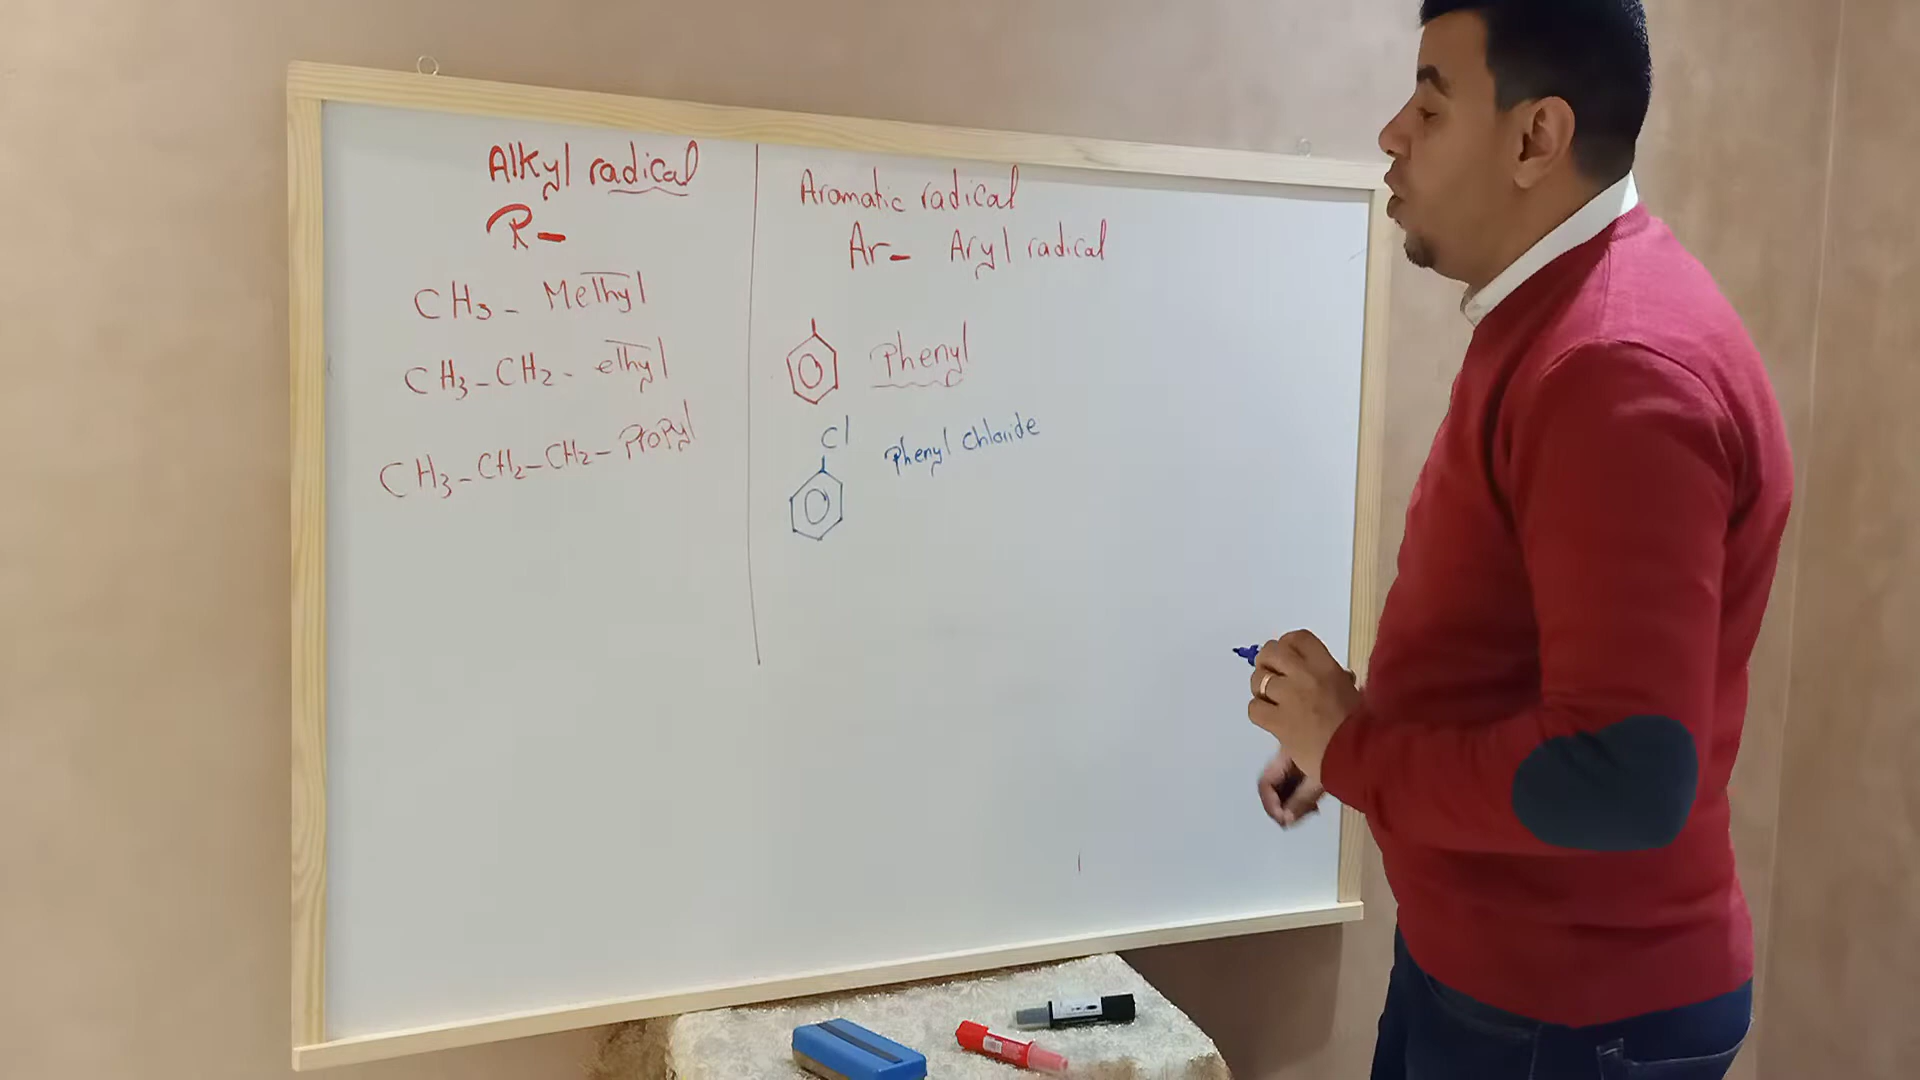 Alkyl radical
R-
CH3- Methyl
CH3-CH2- ethyl
CH3-CH2-CH2- Propyl
Aromatic radical
Ar- Aryl radical
Phenyl
Cl
Phenyl chloride